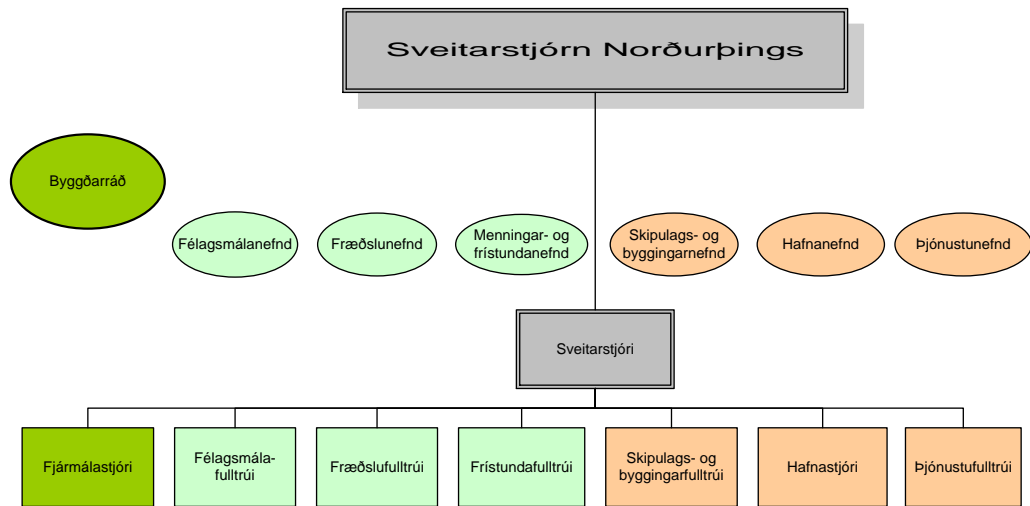 Sveitarstjórn Norðurþings
Byggðarráð
Félagsmálanefnd
Fræðslunefnd
Menningar- og
frístundanefnd
Skipulags- og
byggingarnefnd
Hafnanefnd
Þjónustunefnd
Sveitarstjóri
Fjármálastjóri
Félagsmála-
fulltrúi
Fræðslufulltrúi
Frístundafulltrúi
Skipulags- og
byggingarfulltrúi
Hafnastjóri
Þjónustufulltrúi